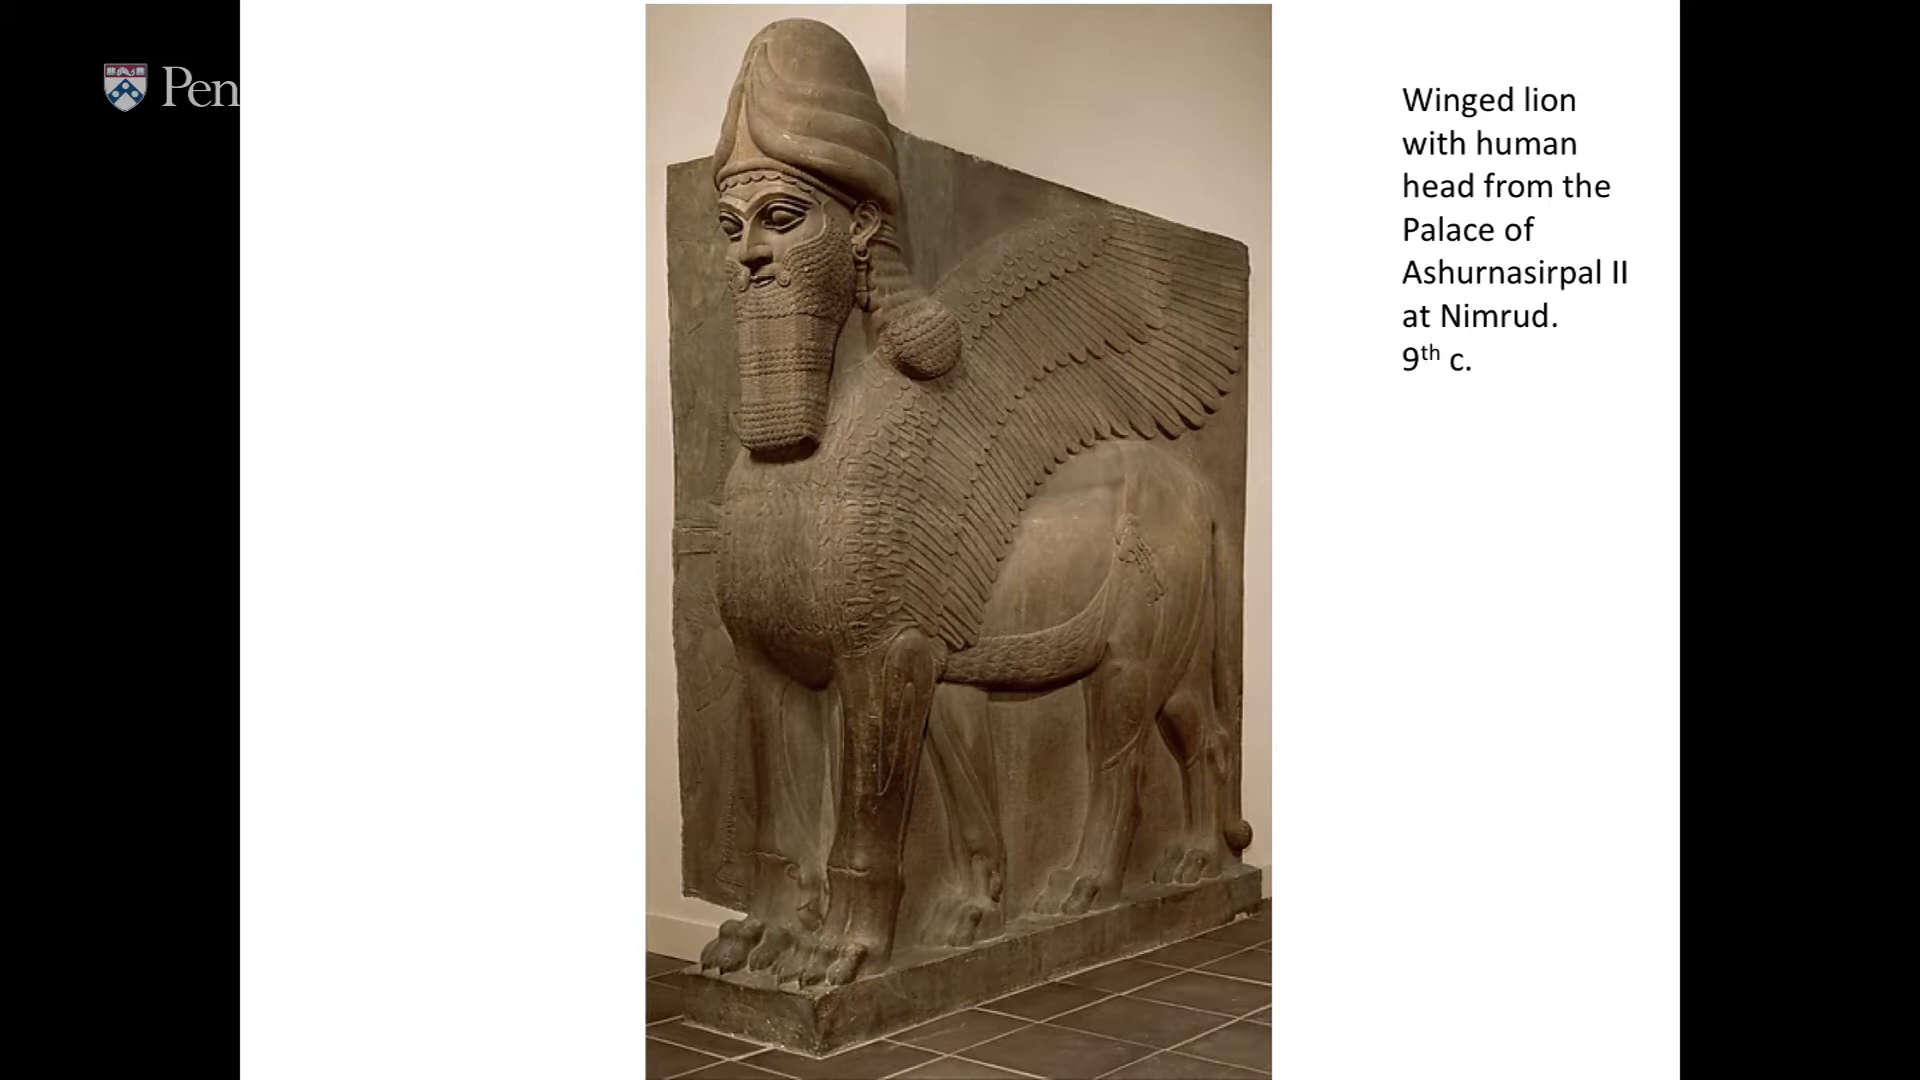 Pen
Winged lion
with human
head from the
Palace of
Ashurnasirpal II
at Nimrud.
9th c.